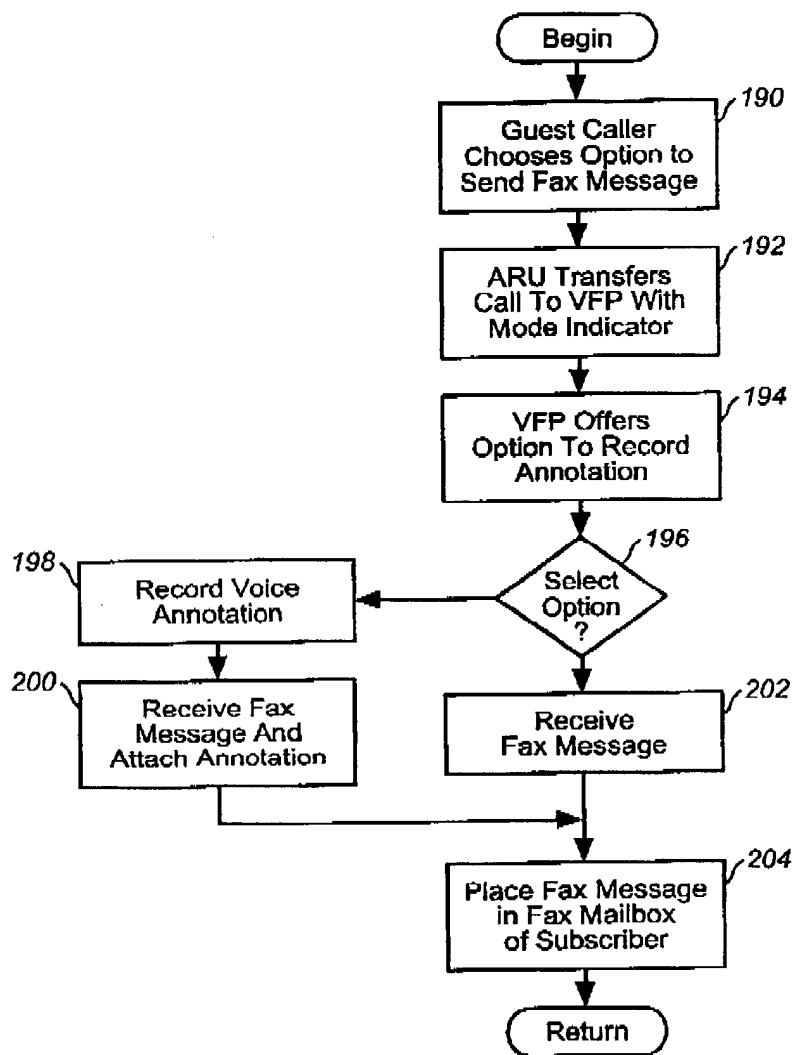 Begin
190
Guest Caller
Chooses Option to
Send Fax Message
192
ARU Transfers
Call To VFP With
Mode Indicator
194
VFP Offers
Option To Record
Annotation
196
Select
Option
?
198
Record Voice
Annotation
200
Receive Fax
Message And
Attach Annotation
202
Receive
Fax Message
204
Place Fax Message
in Fax Mailbox
of Subscriber
Return